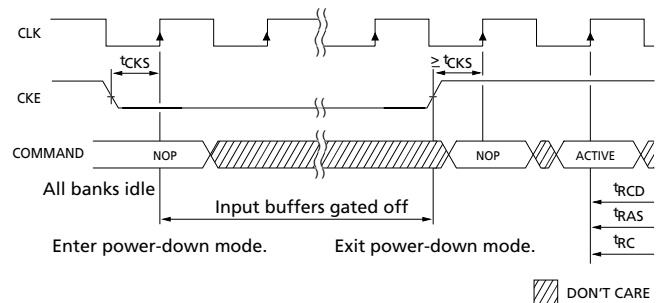 CLK
tCKS
≥ tCKS
CKE
COMMAND
NOP
NOP
ACTIVE
All banks idle
Input buffers gated off
tRCD
tRAS
tRC
Enter power-down mode.
Exit power-down mode.
DON'T CARE